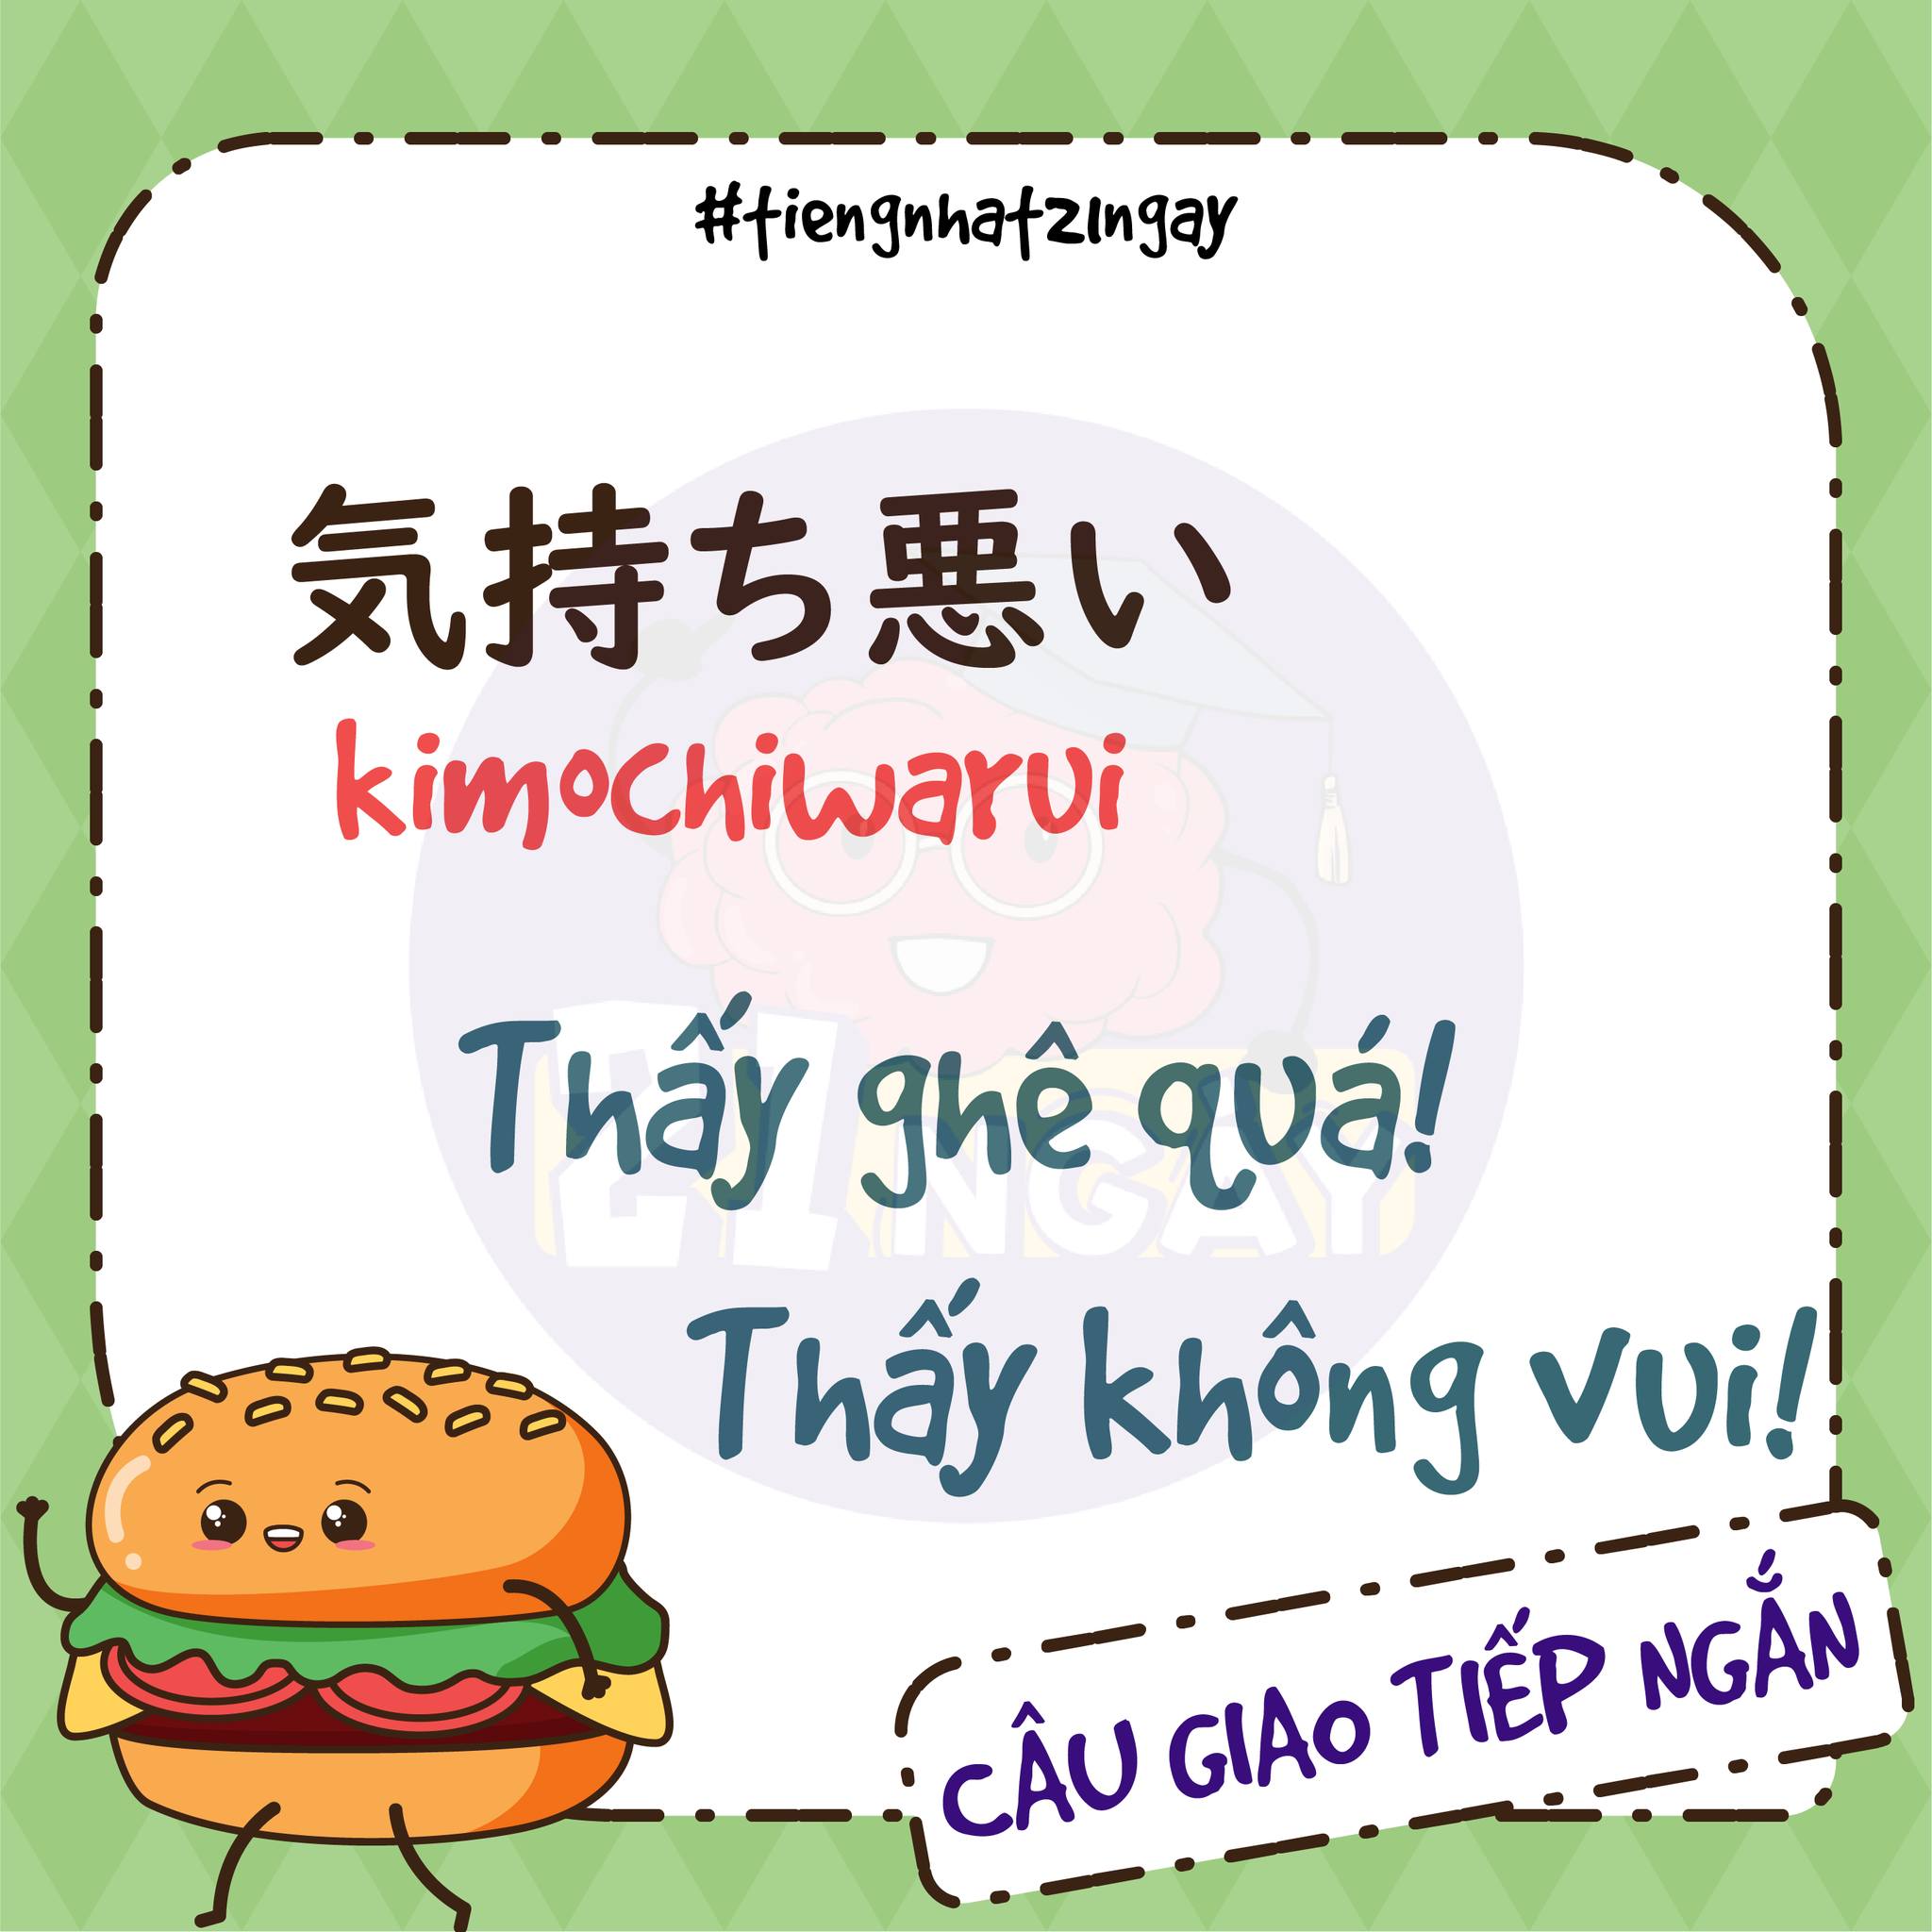 #tiengnhat21ngay
気持ち悪い
kimochiwarui
Thấy ghê quá!
21 NGAY
Thấy không vui!
CÂU GIAO TIẾP NGẮN